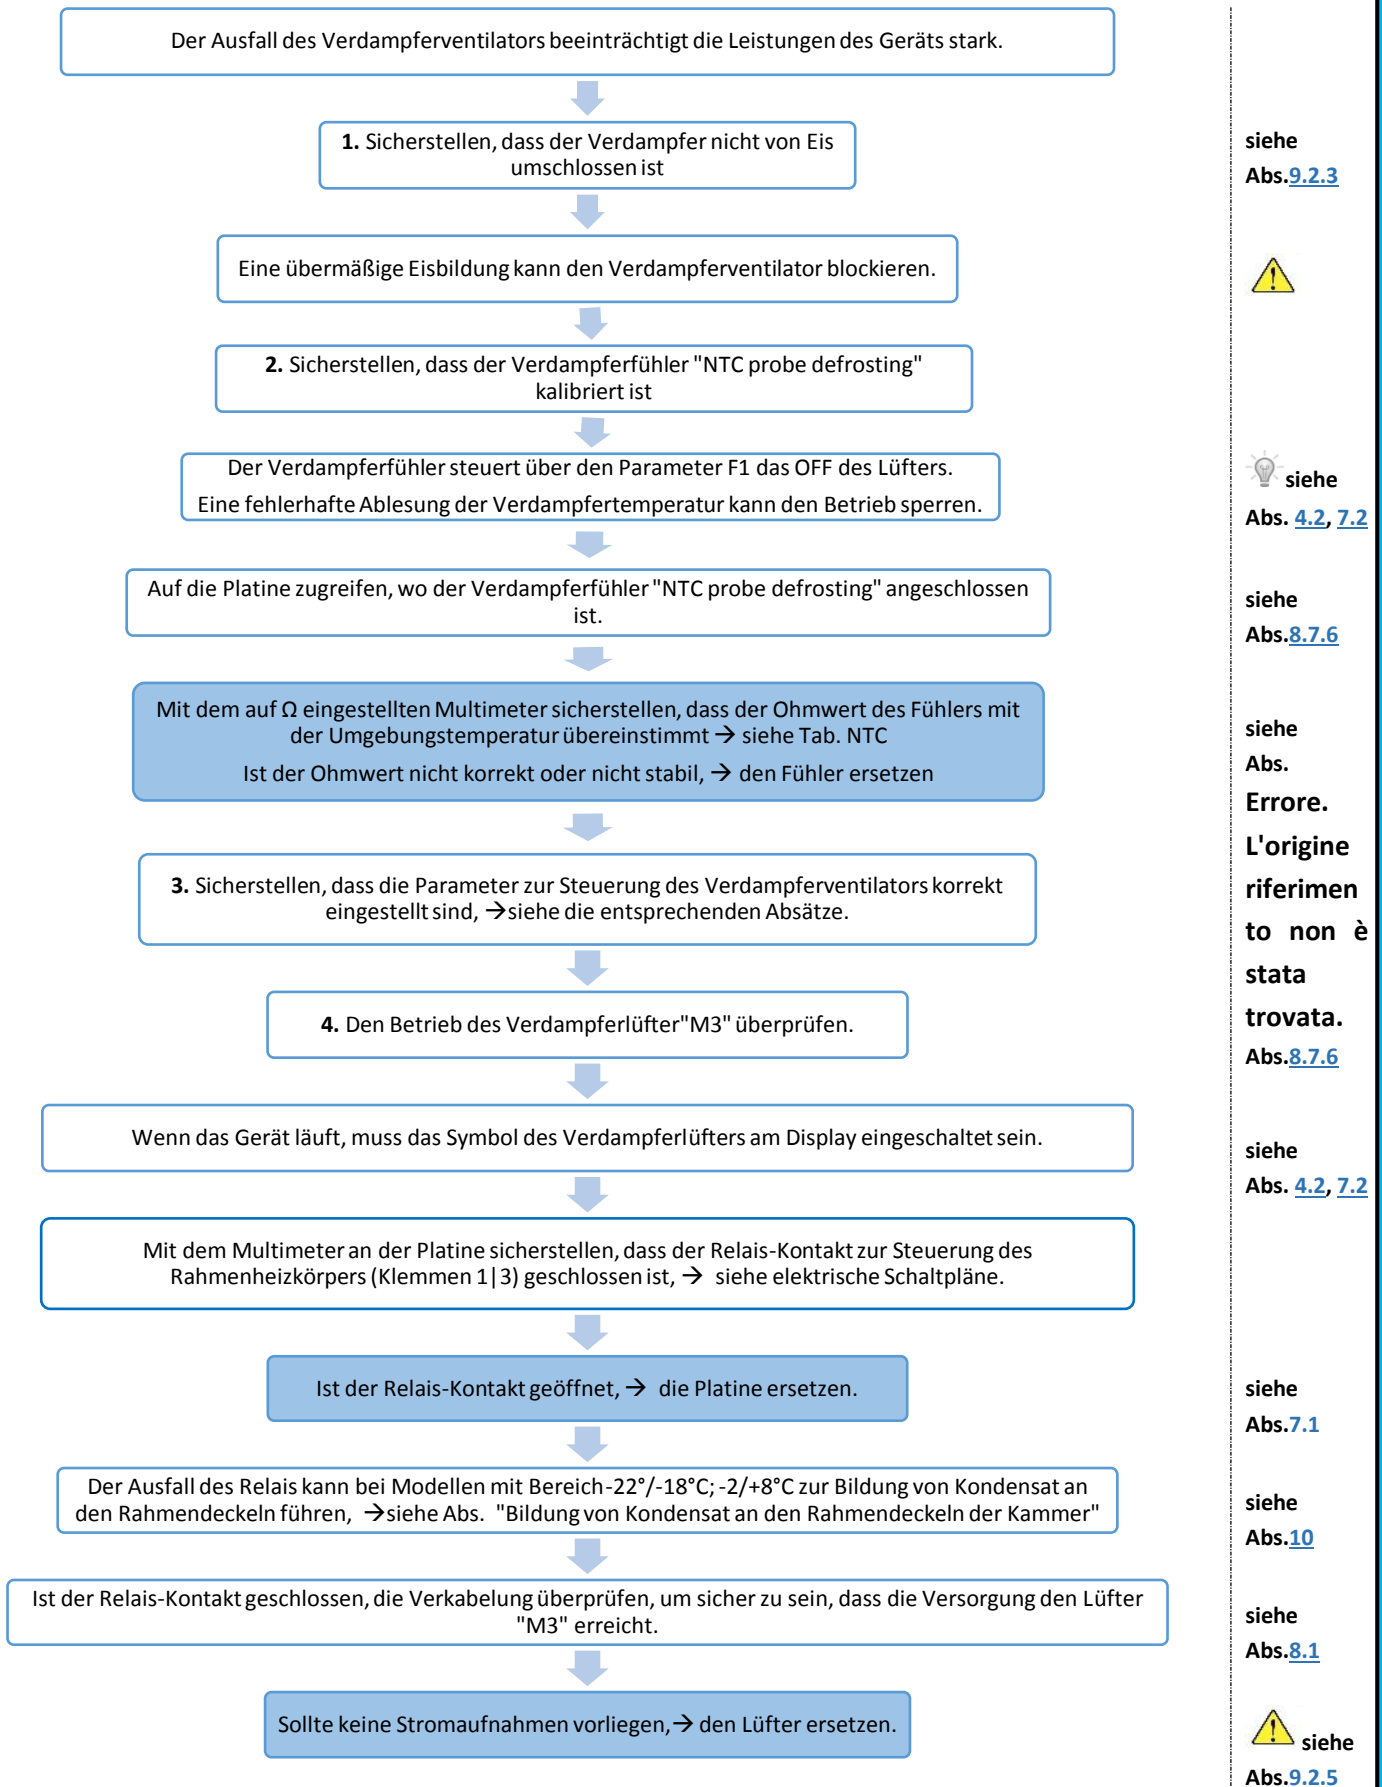 Der Ausfall des Verdampferventilators beeinträchtigt die Leistungen des Geräts stark.
1. Sicherstellen, dass der Verdampfer nicht von Eis
umschlossen ist
siehe
Abs.9.2.3
Eine übermäßige Eisbildung kann den Verdampferventilator blockieren.
2. Sicherstellen, dass der Verdampferfühler "NTC probe defrosting"
kalibriert ist
Der Verdampferfühler steuert über den Parameter F1 das OFF des Lüfters.
Eine fehlerhafte Ablesung der Verdampfertemperatur kann den Betrieb sperren.
siehe
Abs. 4.2, 7.2
Auf die Platine zugreifen, wo der Verdampferfühler "NTC probe defrosting" angeschlossen
ist.
siehe
Abs.8.7.6
Mit dem auf Ω eingestellten Multimeter sicherstellen, dass der Ohmwert des Fühlers mit
der Umgebungstemperatur übereinstimmt → siehe Tab. NTC
Ist der Ohmwert nicht korrekt oder nicht stabil, → den Fühler ersetzen
siehe
Abs.
Errore.
L'origine
riferimen
to non è
stata
trovata.
Abs.8.7.6
3. Sicherstellen, dass die Parameter zur Steuerung des Verdampferventilators korrekt
eingestellt sind, →siehe die entsprechenden Absätze.
4. Den Betrieb des Verdampferlüfter"M3" überprüfen.
Wenn das Gerät läuft, muss das Symbol des Verdampferlüfters am Display eingeschaltet sein.
siehe
Abs. 4.2, 7.2
Mit dem Multimeter an der Platine sicherstellen, dass der Relais-Kontakt zur Steuerung des
Rahmenheizkörpers (Klemmen 1|3) geschlossen ist, → siehe elektrische Schaltpläne.
Ist der Relais-Kontakt geöffnet, → die Platine ersetzen.
siehe
Abs.7.1
Der Ausfall des Relais kann bei Modellen mit Bereich -22°/-18°C; -2/+8°C zur Bildung von Kondensat an
den Rahmendeckeln führen, →siehe Abs. "Bildung von Kondensat an den Rahmendeckeln der Kammer"
siehe
Abs.10
Ist der Relais-Kontakt geschlossen, die Verkabelung überprüfen, um sicher zu sein, dass die Versorgung den Lüfter
"M3" erreicht.
siehe
Abs.8.1
Sollte keine Stromaufnahmen vorliegen,→ den Lüfter ersetzen.
siehe
Abs.9.2.5